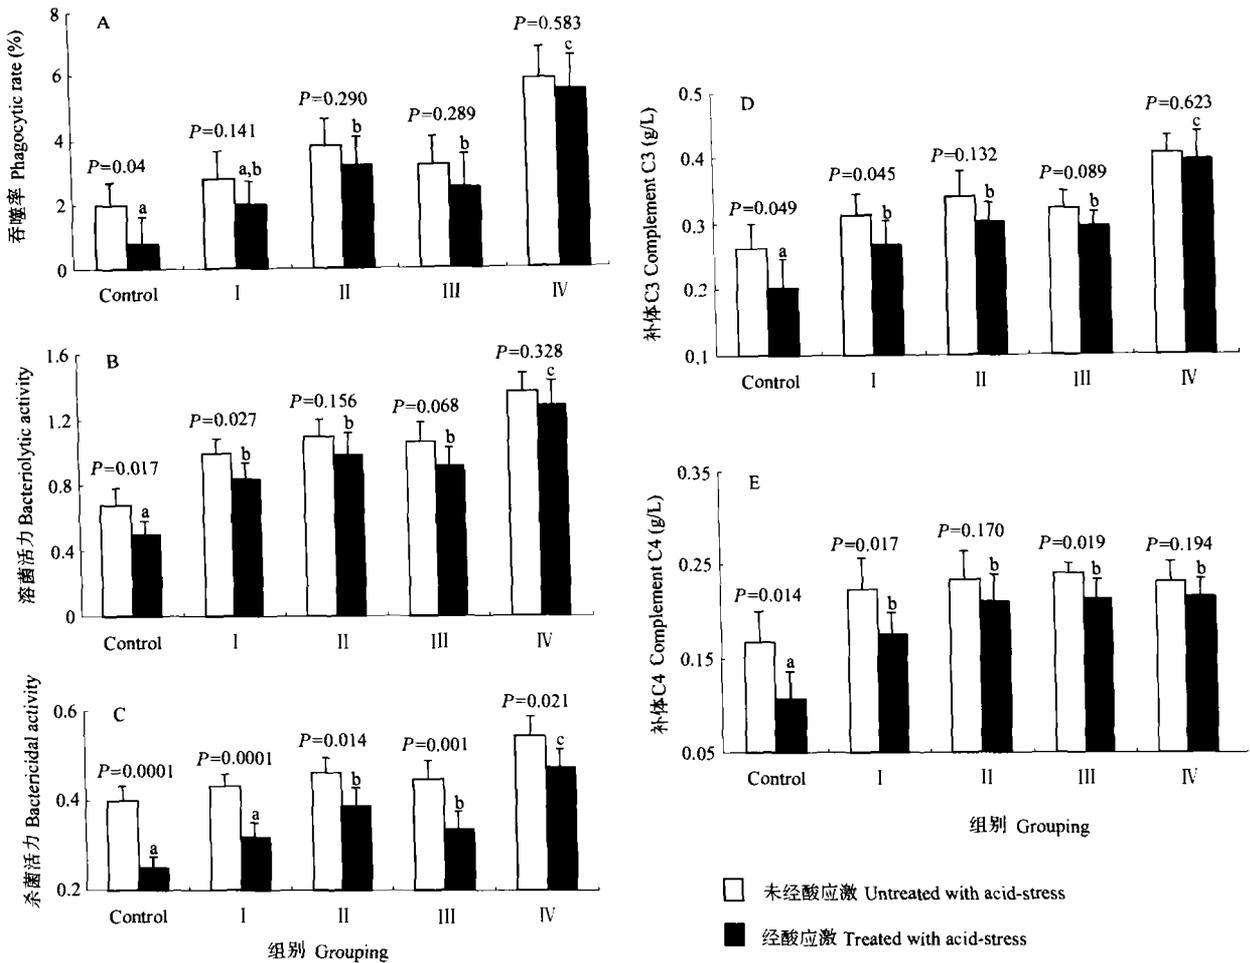 A
吞噬率 Phagocytic rate (%)
8
6
4
2
0
P=0.04
P=0.141
P=0.290
P=0.289
P=0.583
a
a,b
b
b
c
Control
I
II
III
IV
B
溶菌活力 Bacteriolytic activity
1.6
1.2
0.8
0.4
0
P=0.017
P=0.027
P=0.156
P=0.068
P=0.328
a
b
b
b
c
Control
I
II
III
IV
C
杀菌活力 Bactericidal activity
0.6
0.4
0.2
P=0.0001
P=0.0001
P=0.014
P=0.001
P=0.021
a
a
b
b
c
Control
I
II
III
IV
组别 Grouping
D
补体C3 Complement C3 (g/L)
0.5
0.4
0.3
0.2
0.1
P=0.049
P=0.045
P=0.132
P=0.089
P=0.623
a
b
b
b
c
Control
I
II
III
IV
E
补体C4 Complement C4 (g/L)
0.35
0.25
0.15
0.05
P=0.014
P=0.017
P=0.170
P=0.019
P=0.194
a
b
b
b
b
Control
I
II
III
IV
组别 Grouping
未经酸应激 Untreated with acid-stress
经酸应激 Treated with acid-stress